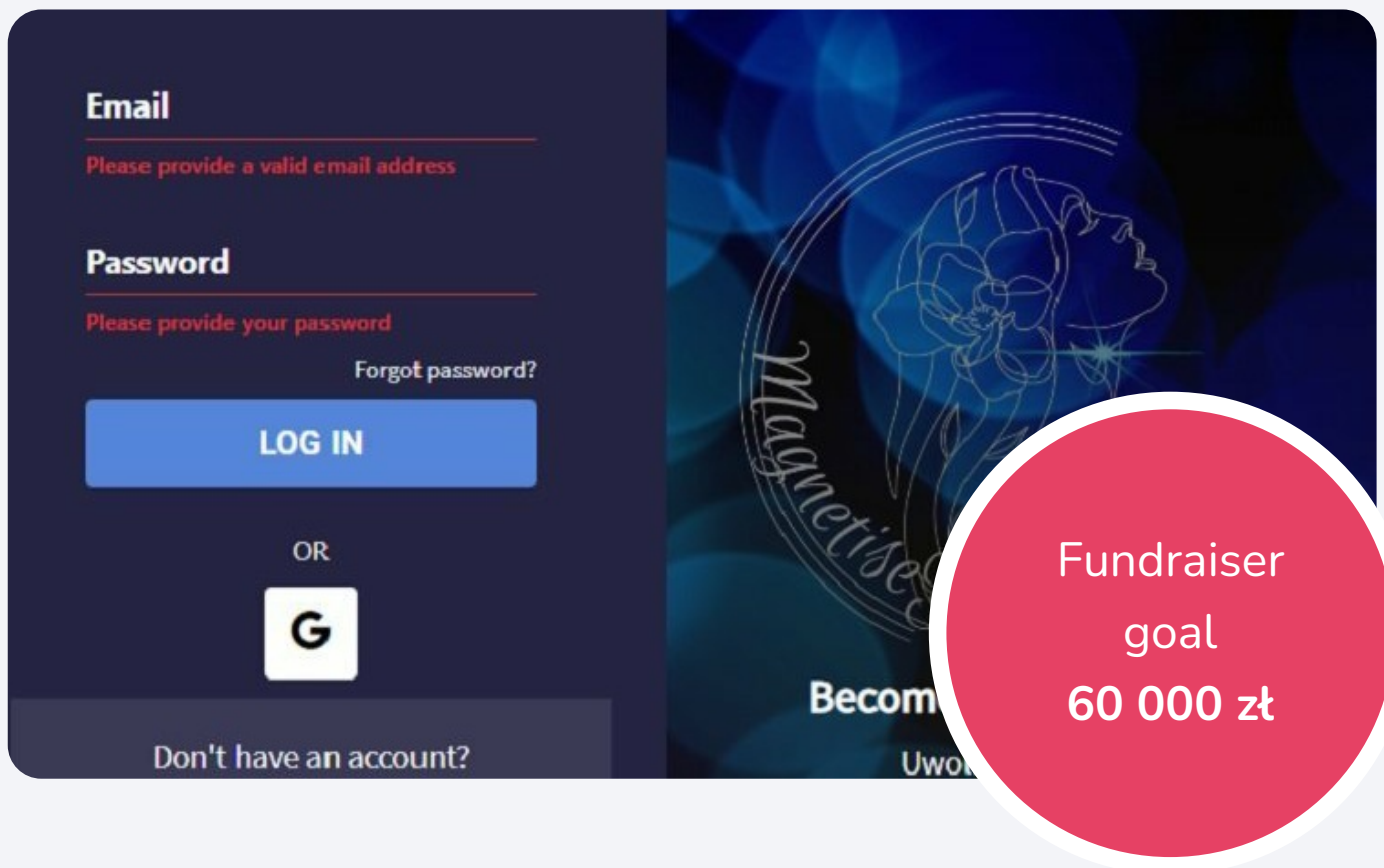 Email
Please provide a valid email address
Password
Please provide your password
Forgot password?
LOG IN
OR
G
Don't have an account?
Fundraiser
goal
60 000 zł